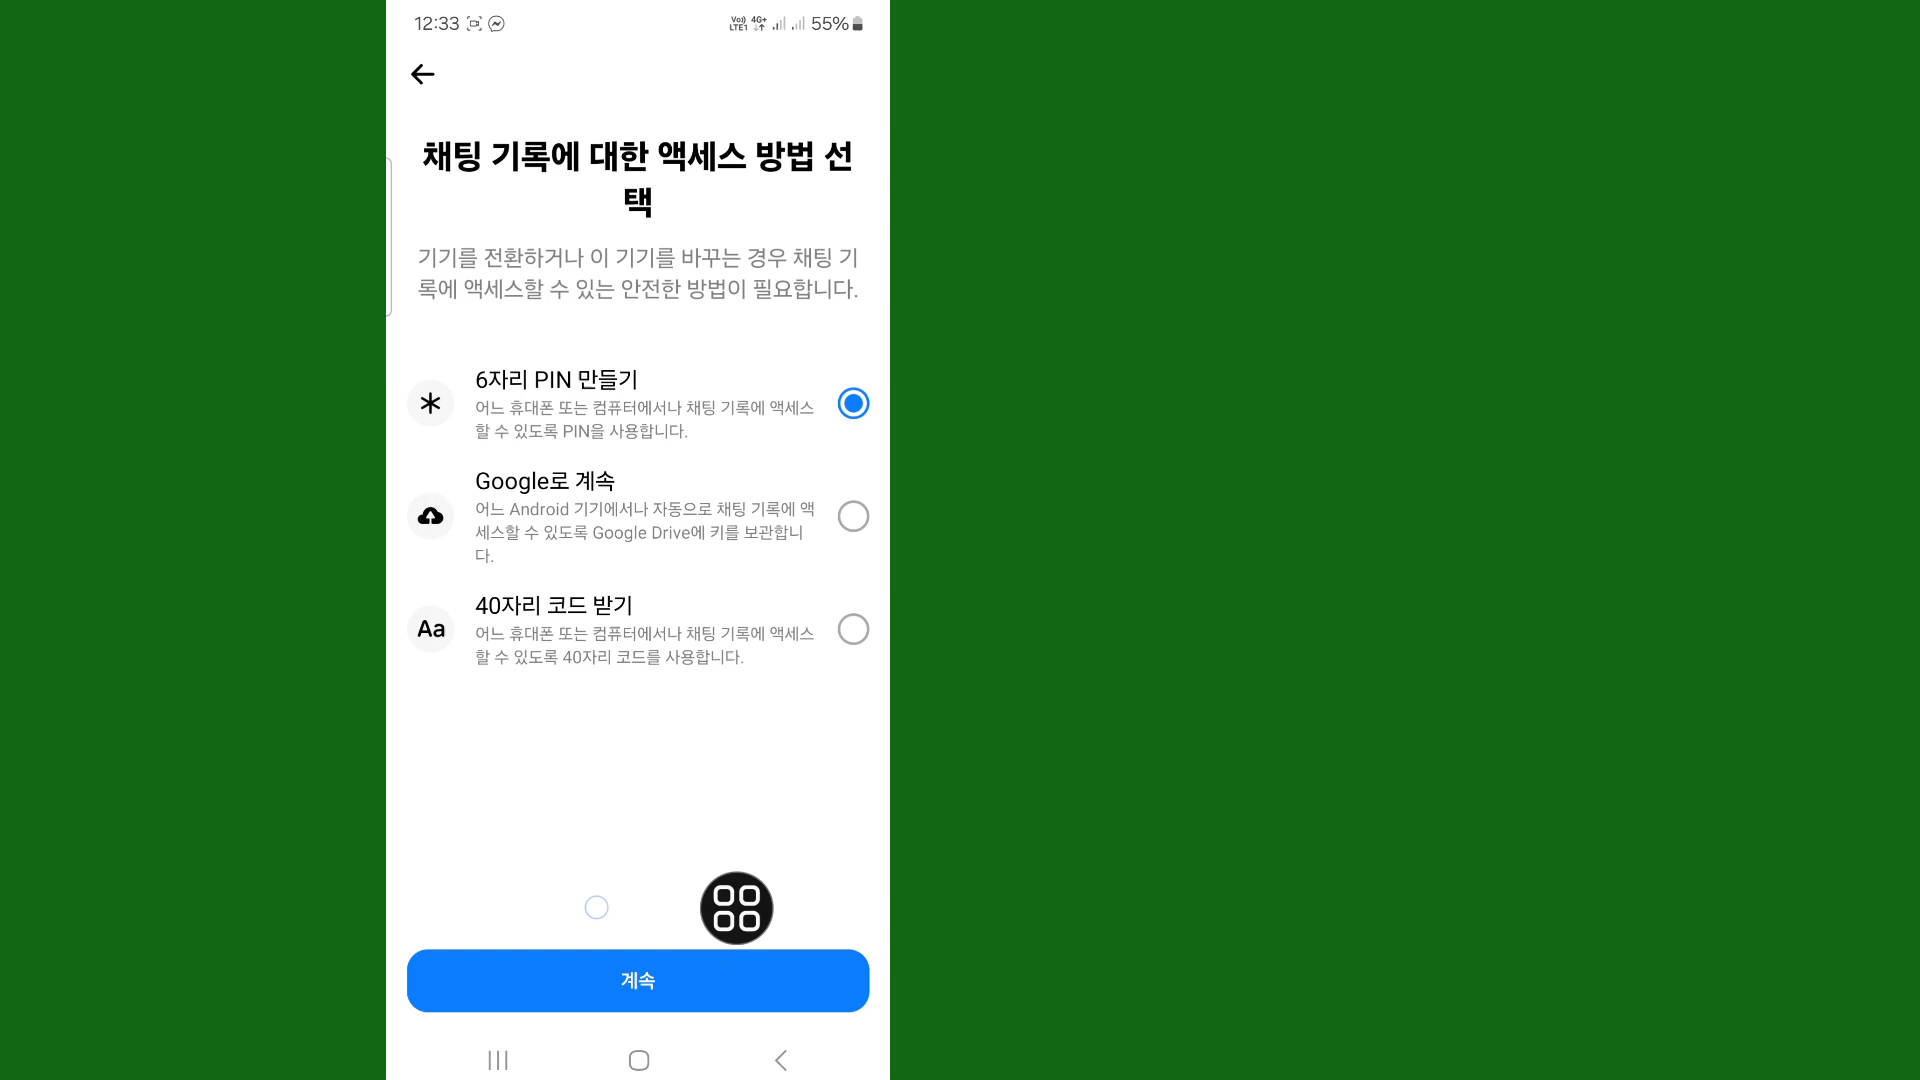 12:33
Vo)) 4G+ 55%
LTE1
채팅 기록에 대한 액세스 방법 선
택
기기를 전환하거나 이 기기를 바꾸는 경우 채팅 기
록에 액세스할 수 있는 안전한 방법이 필요합니다.
6자리 PIN 만들기
어느 휴대폰 또는 컴퓨터에서나 채팅 기록에 액세스
할 수 있도록 PIN을 사용합니다.
Google로 계속
어느 Android 기기에서나 자동으로 채팅 기록에 액
세스할 수 있도록 Google Drive에 키를 보관합니
다.
Aa
40자리 코드 받기
어느 휴대폰 또는 컴퓨터에서나 채팅 기록에 액세스
할 수 있도록 40자리 코드를 사용합니다.
계속